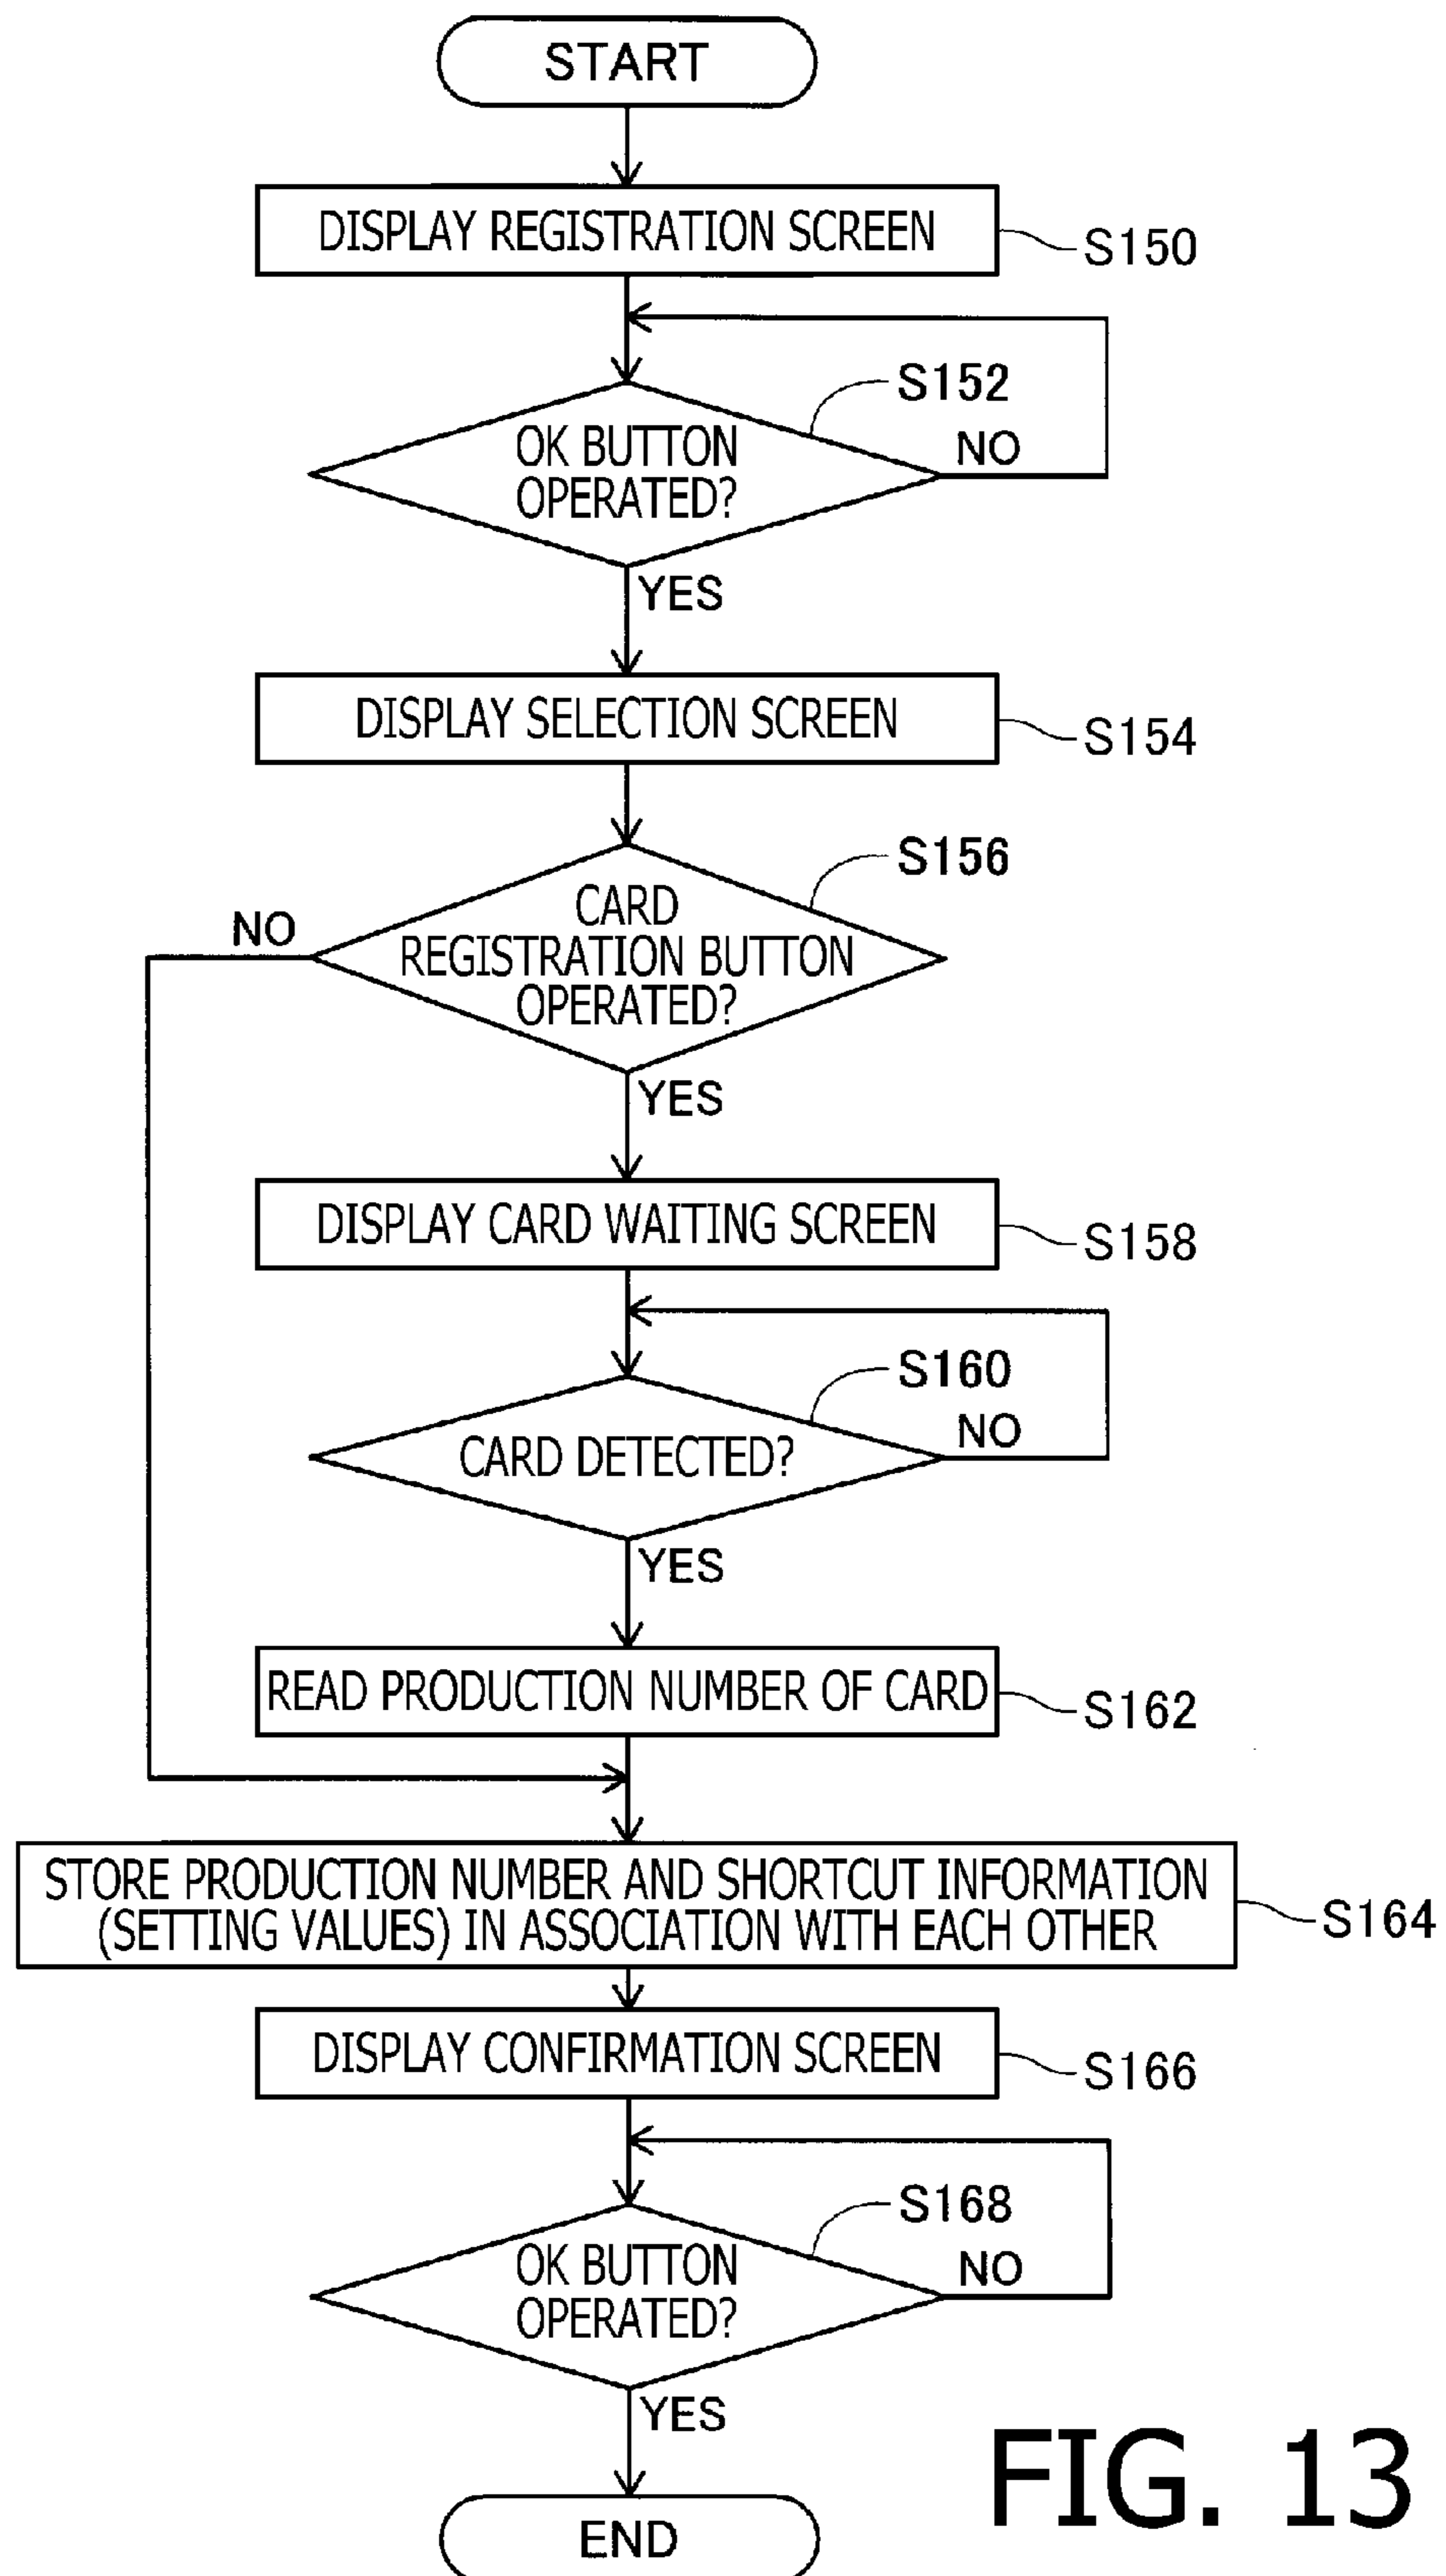 START
DISPLAY REGISTRATION SCREEN
S150
S152
OK BUTTON
OPERATED?
NO
YES
DISPLAY SELECTION SCREEN
S154
S156
CARD
REGISTRATION BUTTON
OPERATED?
NO
YES
DISPLAY CARD WAITING SCREEN
S158
S160
CARD DETECTED?
NO
YES
READ PRODUCTION NUMBER OF CARD
S162
STORE PRODUCTION NUMBER AND SHORTCUT INFORMATION
(SETTING VALUES) IN ASSOCIATION WITH EACH OTHER
S164
DISPLAY CONFIRMATION SCREEN
S166
S168
OK BUTTON
OPERATED?
NO
YES
END
FIG. 13